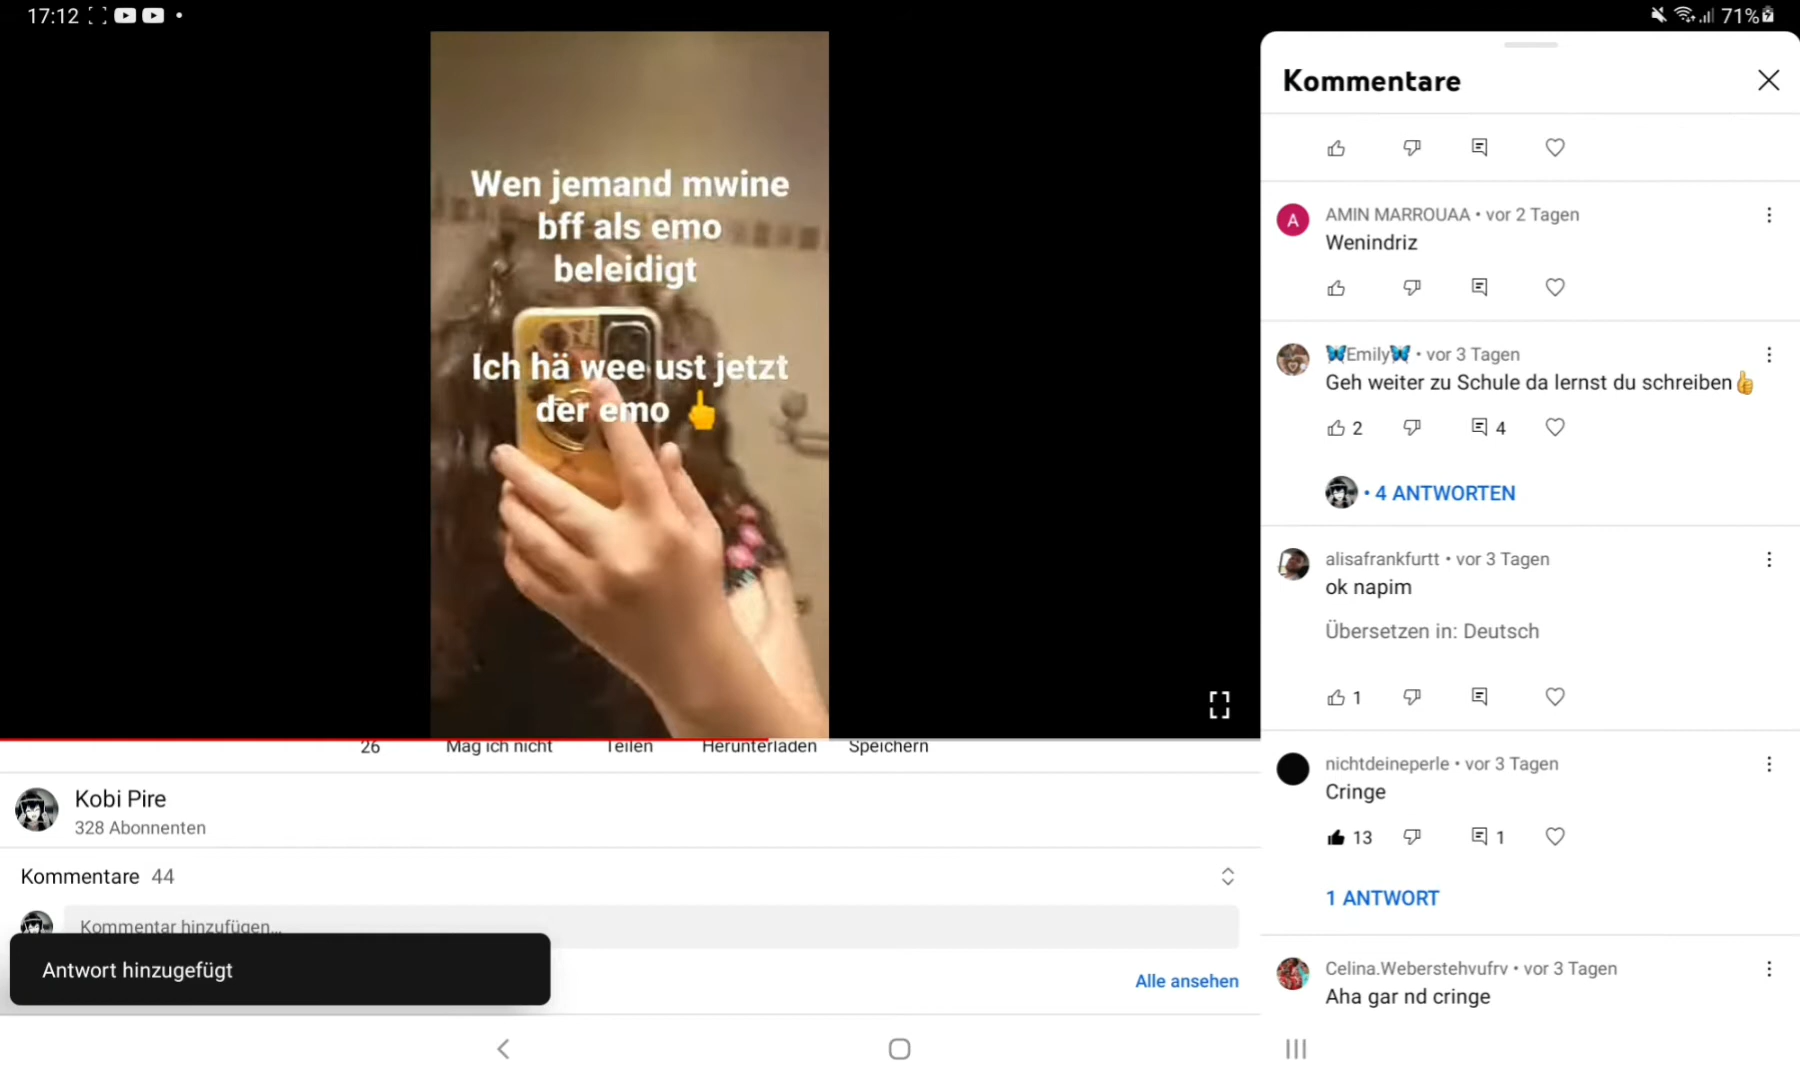 17:12
71%
Wen jemand mwine
bff als emo
beleidigt
Ich hä wee ust jetzt
der emo 🖕
26 Mag ich nicht Teilen Herunterladen Speichern
Kobi Pire
328 Abonnenten
Kommentare 44
Kommentar hinzufügen...
Antwort hinzugefügt
Alle ansehen
Kommentare
A
AMIN MARROUAA • vor 2 Tagen
Wenindriz
🦋Emily🦋 • vor 3 Tagen
Geh weiter zu Schule da lernst du schreiben👍
2 4
• 4 ANTWORTEN
alisafrankfurtt • vor 3 Tagen
ok napim
Übersetzen in: Deutsch
1
nichtdeineperle • vor 3 Tagen
Cringe
13 1
1 ANTWORT
Celina.Weberstehvufrv • vor 3 Tagen
Aha gar nd cringe